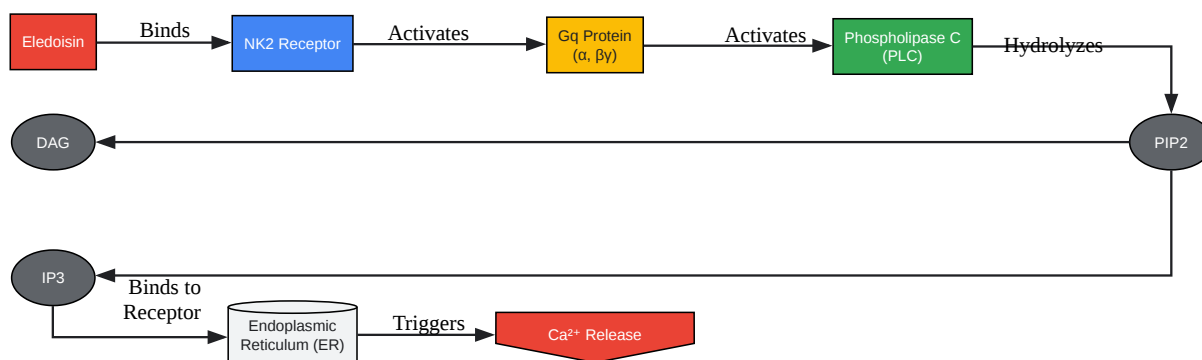 Eledoisin
Binds
NK2 Receptor
Activates
Gq Protein
(α, βγ)
Activates
Phospholipase C
(PLC)
Hydrolyzes
DAG
PIP2
IP3
Binds to
Receptor
Endoplasmic
Reticulum (ER)
Triggers
Ca²⁺ Release